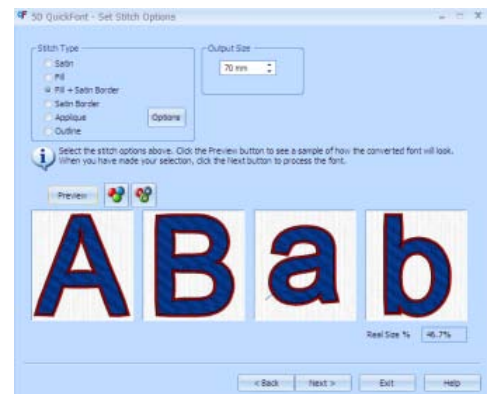 5D QuickFont - Set Stitch Options
Stitch Type
Satin
Fill
Fill + Satin Border
Satin Border
Applique
Outline
Options
Output Size
70 mm
Select the stitch options above. Click the Preview button to see a sample of how the converted font will look.
When you have made your selection, click the Next button to process the font.
Preview
A B a b
Real Size % 46.7%
< Back Next > Exit Help